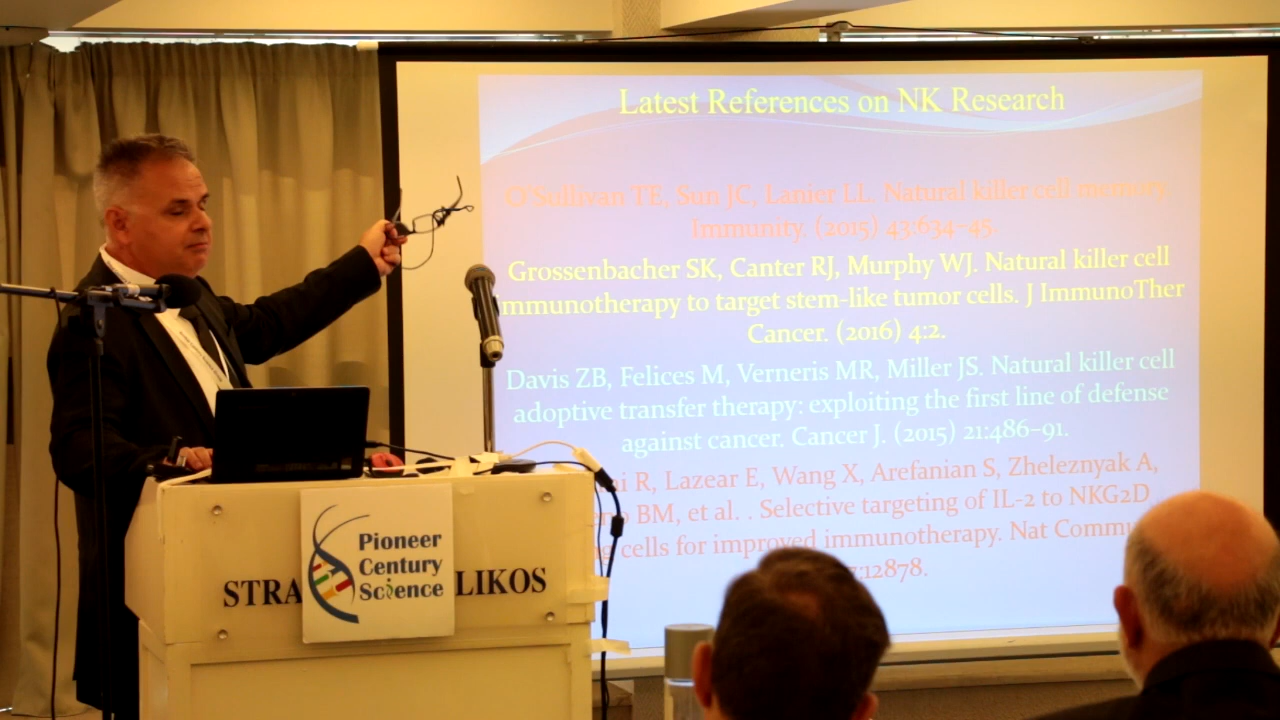 Latest References on NK Research
O'Sullivan TE, Sun JC, Lanier LL. Natural killer cell memory.
Immunity. (2015) 43:634–45.
Grossenbacher SK, Canter RJ, Murphy WJ. Natural killer cell
mmunotherapy to target stem-like tumor cells. J ImmunoTher
Cancer. (2016) 4:2.
Davis ZB, Felices M, Verneris MR, Miller JS. Natural killer cell
adoptive transfer therapy: exploiting the first line of defense
against cancer. Cancer J. (2015) 21:486–91.
R, Lazear E, Wang X, Arefanian S, Zheleznyak A,
BM, et al. . Selective targeting of IL-2 to NKG2D
cells for improved immunotherapy. Nat Commu
:12878.
Pioneer
Century
Science
STRA LIKOS